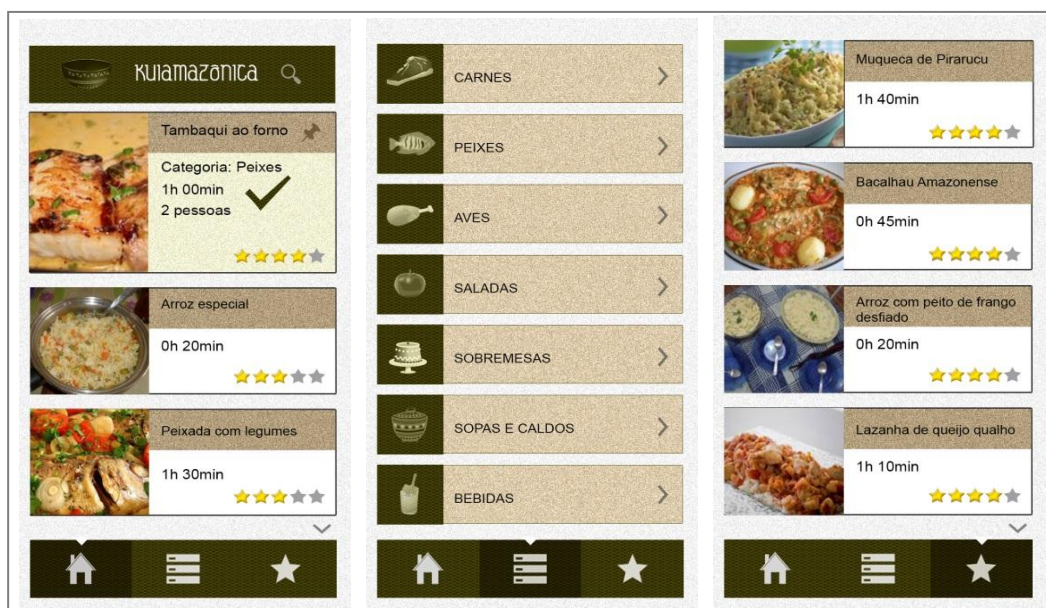 KUIAMAZÔNICA
Tambaqui ao forno
Categoria: Peixes
1h 00min
2 pessoas
Arroz especial
0h 20min
Peixada com legumes
1h 30min
CARNES
PEIXES
AVES
SALADAS
SOBREMESAS
SOPAS E CALDOS
BEBIDAS
Muqueca de Pirarucu
1h 40min
Bacalhau Amazonense
0h 45min
Arroz com peito de frango
desfiado
0h 20min
Lazanha de queijo qualho
1h 10min